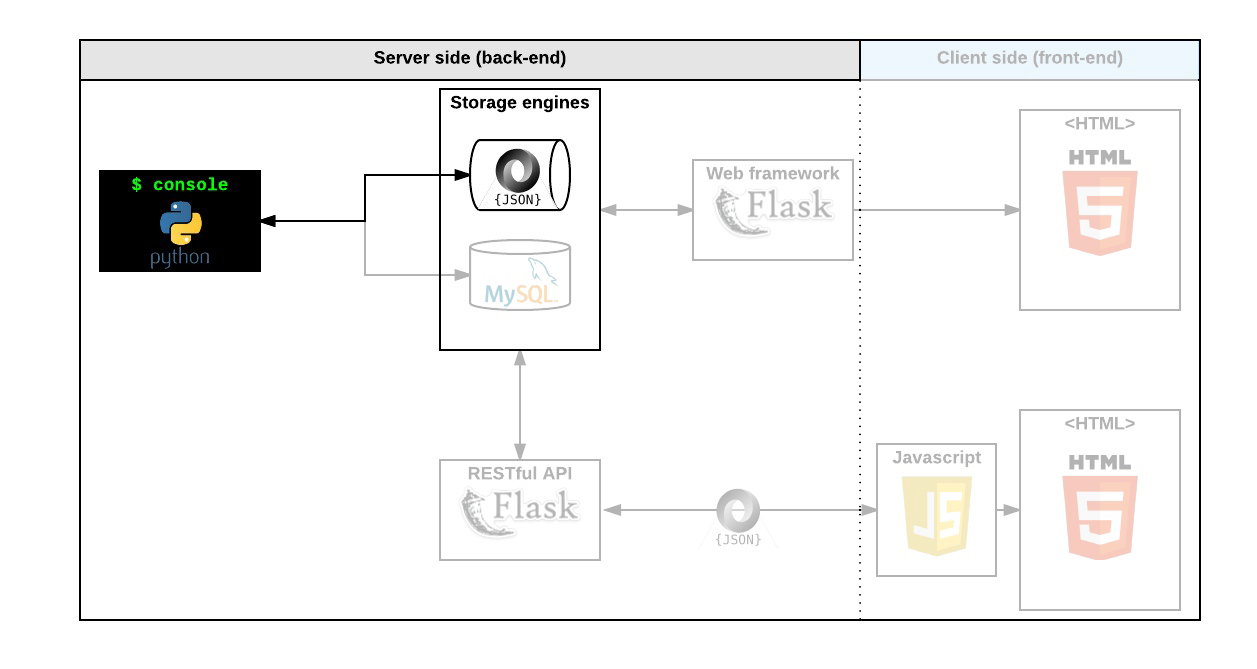 Server side (back-end)
Client side (front-end)
Storage engines
{JSON}
MySQL
$ console
python
Web framework
Flask
<HTML>
HTML
5
RESTful API
Flask
{JSON}
Javascript
JS
<HTML>
HTML
5